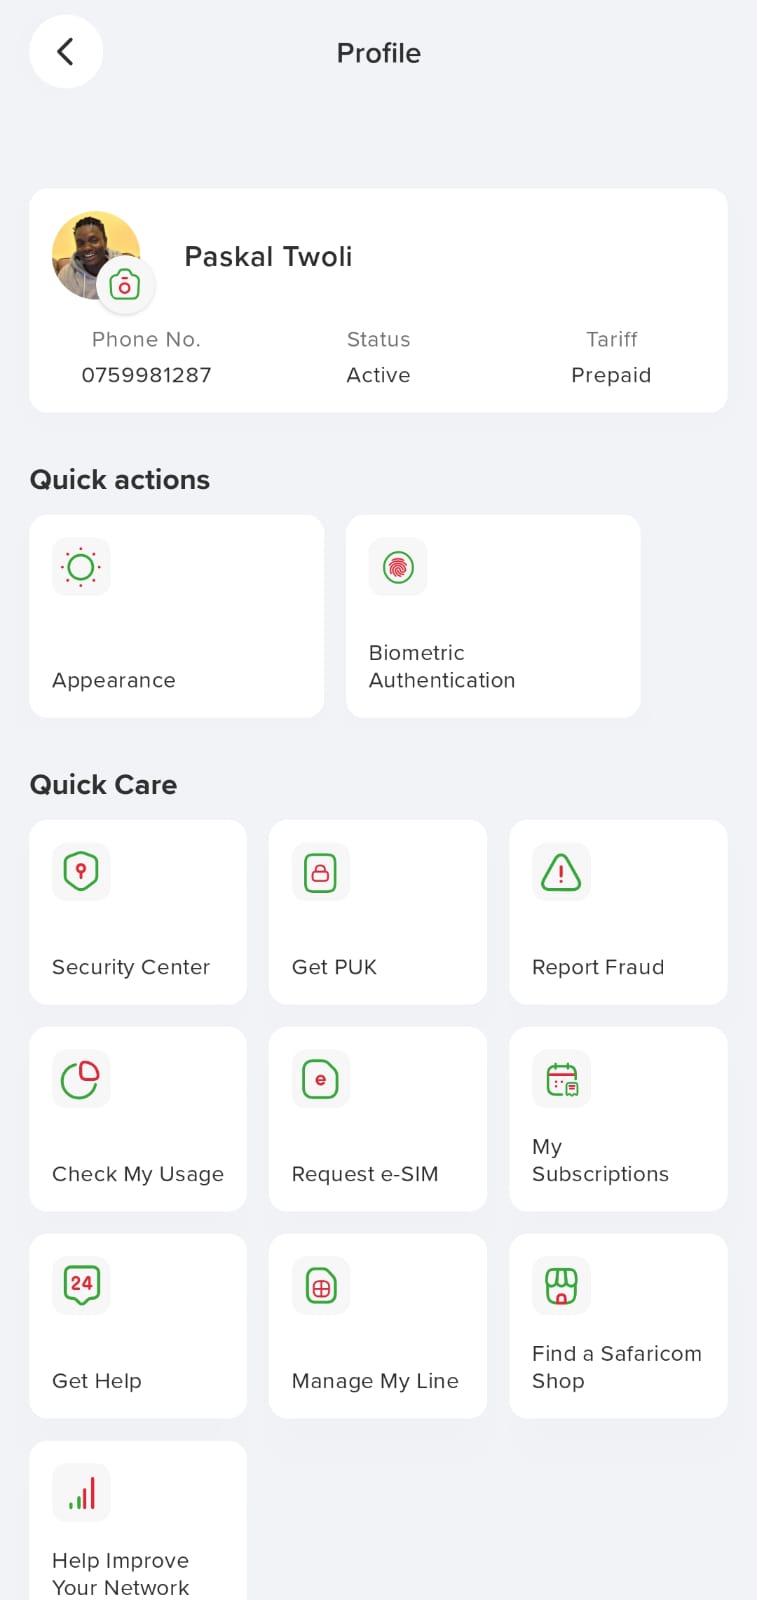 Profile
Paskal Twoli
Phone No. Status Tariff
0759981287 Active Prepaid
Quick actions
Appearance
Biometric
Authentication
Quick Care
Security Center
Get PUK
Report Fraud
Check My Usage
e
Request e-SIM
My
Subscriptions
24
Get Help
Manage My Line
Find a Safaricom
Shop
Help Improve
Your Network